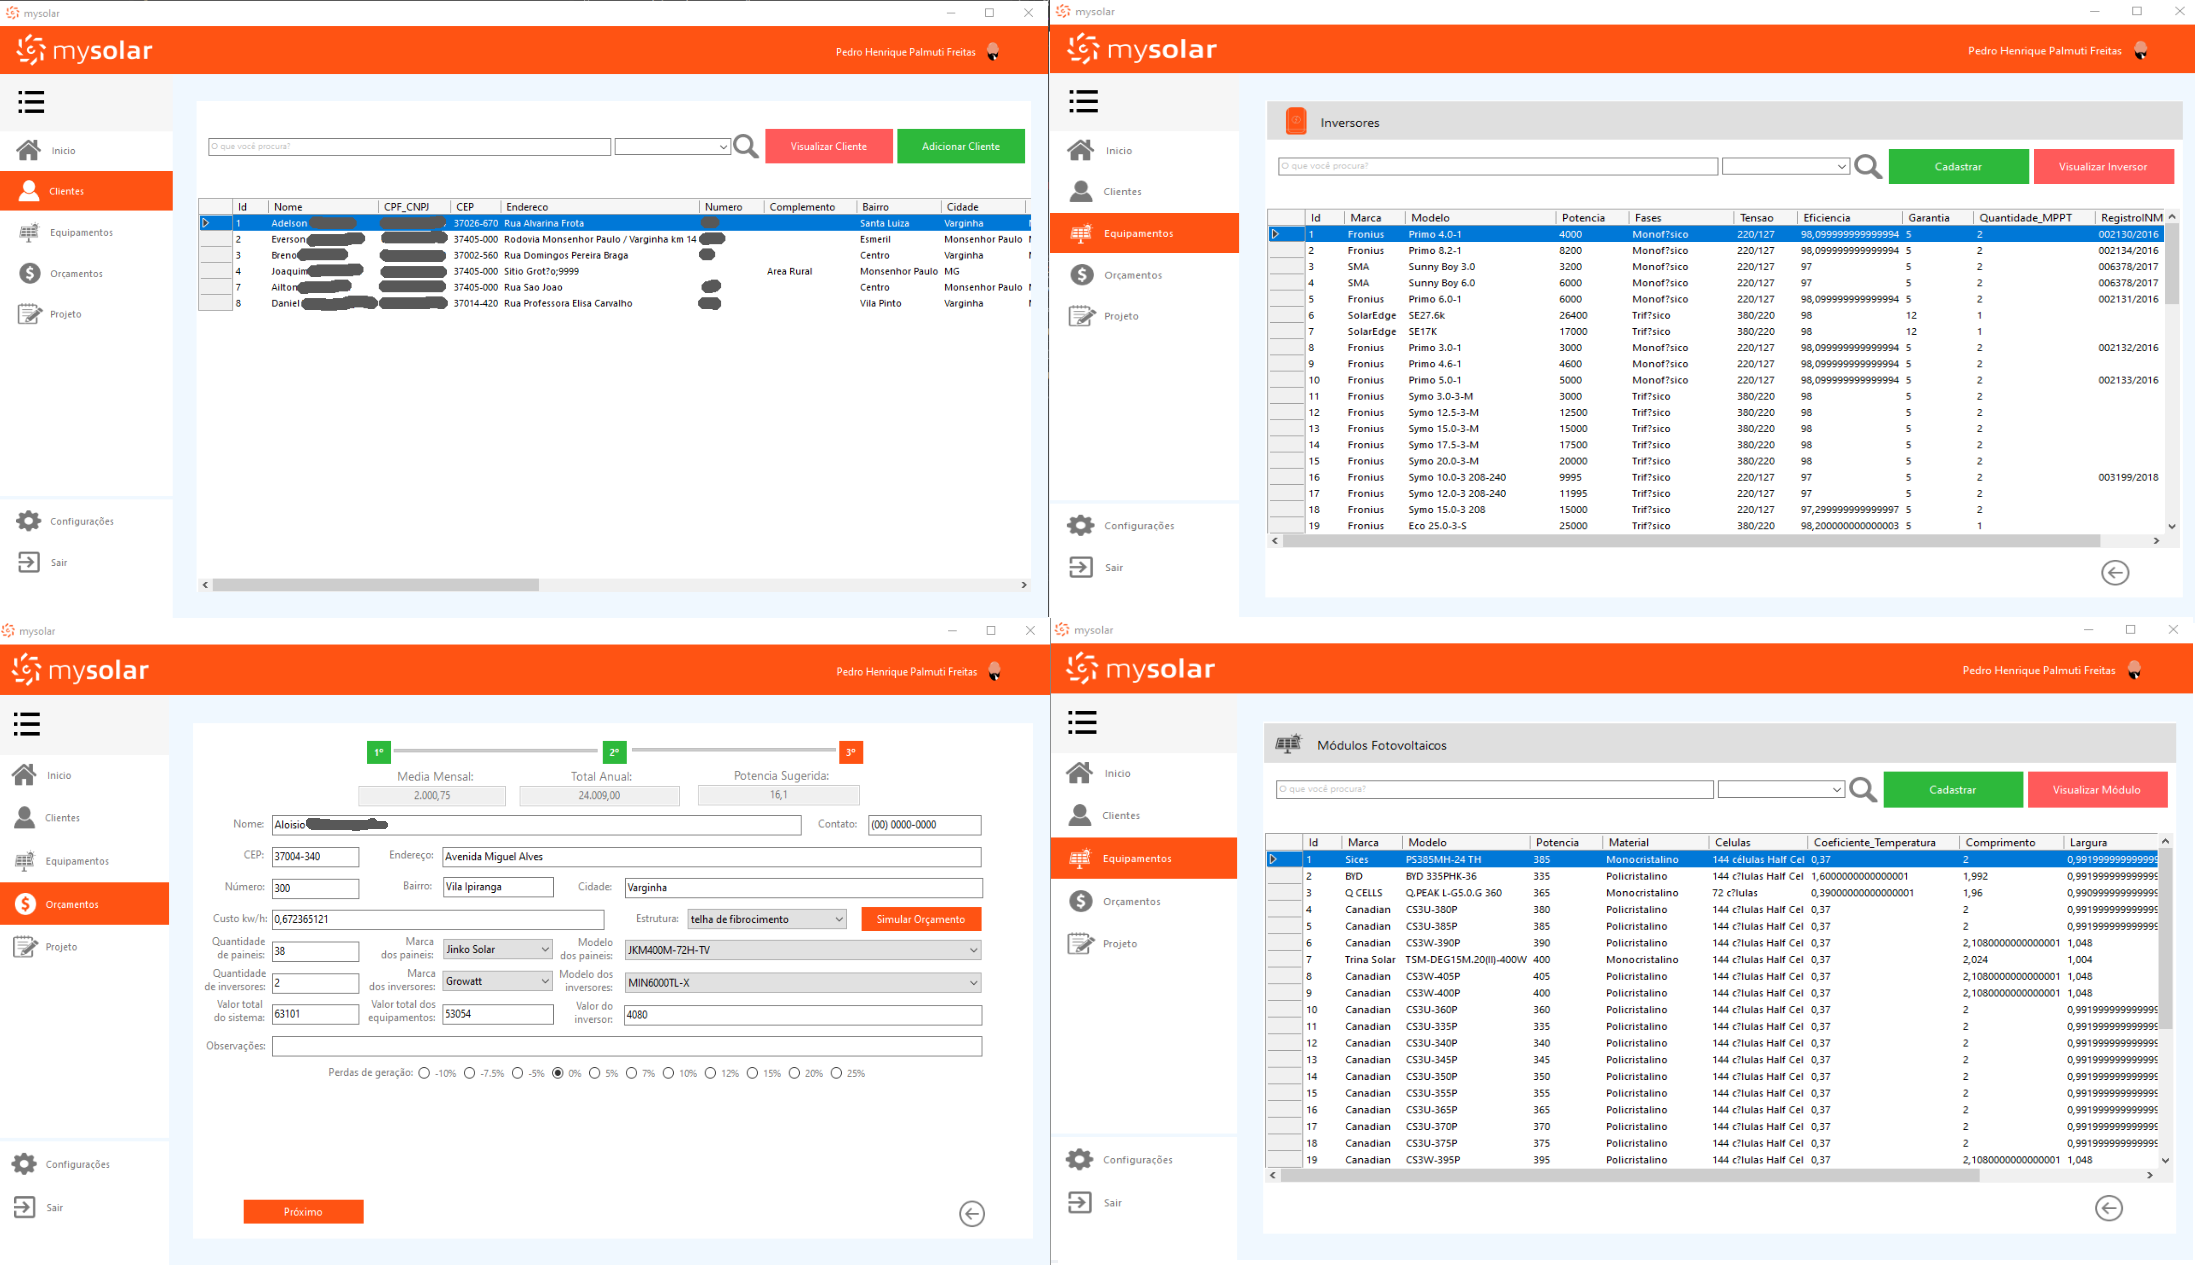 mysolar
mysolar
Pedro Henrique Palmuti Freitas
Inicio
Clientes
Equipamentos
Orçamentos
Projeto
Configurações
Sair
O que você procura?
Visualizar Cliente
Adicionar Cliente
Id Nome CPF_CNPJ CEP Endereco Numero Complemento Bairro Cidade
1 Adelson 37026-670 Rua Alvarina Frota Santa Luiza Varginha
2 Everson 37405-000 Rodovia Monsenhor Paulo / Varginha km 14 Esmeril Monsenhor Paulo
3 Breno 37002-560 Rua Domingos Pereira Braga Centro Varginha
4 Joaquim 37405-000 Sitio Grot?o;9999 Area Rural Monsenhor Paulo MG
7 Ailton 37405-000 Rua Sao Joao Centro Monsenhor Paulo
8 Daniel 37014-420 Rua Professora Elisa Carvalho Vila Pinto Varginha
mysolar
mysolar
Pedro Henrique Palmuti Freitas
Inicio
Clientes
Equipamentos
Orçamentos
Projeto
Configurações
Sair
Inversores
O que você procura?
Cadastrar
Visualizar Inversor
Id Marca Modelo Potencia Fases Tensao Eficiencia Garantia Quantidade_MPPT RegistroINM
1 Fronius Primo 4.0-1 4000 Monof?sico 220/127 98,099999999999994 5 2 002130/2016
2 Fronius Primo 8.2-1 8200 Monof?sico 220/127 98,099999999999994 5 2 002134/2016
3 SMA Sunny Boy 3.0 3200 Monof?sico 220/127 97 5 2 006378/2017
4 SMA Sunny Boy 6.0 6000 Monof?sico 220/127 97 5 2 006378/2017
5 Fronius Primo 6.0-1 6000 Monof?sico 220/127 98,099999999999994 5 2 002131/2016
6 SolarEdge SE27.6k 26400 Trif?sico 380/220 98 12 1
7 SolarEdge SE17K 17000 Trif?sico 380/220 98 12 1
8 Fronius Primo 3.0-1 3000 Monof?sico 220/127 98,099999999999994 5 2 002132/2016
9 Fronius Primo 4.6-1 4600 Monof?sico 220/127 98,099999999999994 5 2
10 Fronius Primo 5.0-1 5000 Monof?sico 220/127 98,099999999999994 5 2 002133/2016
11 Fronius Symo 3.0-3-M 3000 Trif?sico 380/220 98 5 2
12 Fronius Symo 12.5-3-M 12500 Trif?sico 380/220 98 5 2
13 Fronius Symo 15.0-3-M 15000 Trif?sico 380/220 98 5 2
14 Fronius Symo 17.5-3-M 17500 Trif?sico 380/220 98 5 2
15 Fronius Symo 20.0-3-M 20000 Trif?sico 380/220 98 5 2
16 Fronius Symo 10.0-3 208-240 9995 Trif?sico 220/127 97 5 2 003199/2018
17 Fronius Symo 12.0-3 208-240 11995 Trif?sico 220/127 97 5 2
18 Fronius Symo 15.0-3 208 15000 Trif?sico 220/127 97,299999999999997 5 2
19 Fronius Eco 25.0-3-S 25000 Trif?sico 380/220 98,200000000000003 5 1
mysolar
mysolar
Pedro Henrique Palmuti Freitas
Inicio
Clientes
Equipamentos
Orçamentos
Projeto
Configurações
Sair
1º 2º 3º
Media Mensal: Total Anual: Potencia Sugerida:
2.000,75 24.009,00 16,1
Nome: Aloisio Contato: (00) 0000-0000
CEP: 37004-340 Endereço: Avenida Miguel Alves
Número: 300 Bairro: Vila Ipiranga Cidade: Varginha
Custo kw/h: 0,672365121 Estrutura: telha de fibrocimento Simular Orçamento
Quantidade de paineis: 38 Marca dos paineis: Jinko Solar Modelo dos paineis: JKM400M-72H-TV
Quantidade de inversores: 2 Marca dos inversores: Growatt Modelo dos inversores: MIN6000TL-X
Valor total do sistema: 63101 Valor total dos equipamentos: 53054 Valor do inversor: 4080
Observações:
Perdas de geração: -10% -7.5% -5% 0% 5% 7% 10% 12% 15% 20% 25%
Próximo
mysolar
mysolar
Pedro Henrique Palmuti Freitas
Inicio
Clientes
Equipamentos
Orçamentos
Projeto
Configurações
Sair
Módulos Fotovoltaicos
O que você procura?
Cadastrar
Visualizar Módulo
Id Marca Modelo Potencia Material Celulas Coeficiente_Temperatura Comprimento Largura
1 Sices PS385MH-24 TH 385 Monocristalino 144 células Half Cel 0,37 2 0,991999999999999
2 BYD BYD 335PHK-36 335 Policristalino 144 c?lulas Half Cel 1,6000000000000001 1,992 0,991999999999999
3 Q CELLS Q.PEAK L-G5.0.G 360 365 Monocristalino 72 c?lulas 0,39000000000000001 1,96 0,990999999999999
4 Canadian CS3U-380P 380 Policristalino 144 c?lulas Half Cel 0,37 2 0,991999999999999
5 Canadian CS3U-385P 385 Policristalino 144 c?lulas Half Cel 0,37 2 0,991999999999999
6 Canadian CS3W-390P 390 Policristalino 144 c?lulas Half Cel 0,37 2,1080000000000001 1,048
7 Trina Solar TSM-DEG15M.20(II)-400W 400 Monocristalino 144 c?lulas Half Cel 0,37 2,024 1,004
8 Canadian CS3W-405P 405 Policristalino 144 c?lulas Half Cel 0,37 2,1080000000000001 1,048
9 Canadian CS3W-400P 400 Policristalino 144 c?lulas Half Cel 0,37 2,1080000000000001 1,048
10 Canadian CS3U-360P 360 Policristalino 144 c?lulas Half Cel 0,37 2 0,991999999999999
11 Canadian CS3U-335P 335 Policristalino 144 c?lulas Half Cel 0,37 2 0,991999999999999
12 Canadian CS3U-340P 340 Policristalino 144 c?lulas Half Cel 0,37 2 0,991999999999999
13 Canadian CS3U-345P 345 Policristalino 144 c?lulas Half Cel 0,37 2 0,991999999999999
14 Canadian CS3U-350P 350 Policristalino 144 c?lulas Half Cel 0,37 2 0,991999999999999
15 Canadian CS3U-355P 355 Policristalino 144 c?lulas Half Cel 0,37 2 0,991999999999999
16 Canadian CS3U-365P 365 Policristalino 144 c?lulas Half Cel 0,37 2 0,991999999999999
17 Canadian CS3U-370P 370 Policristalino 144 c?lulas Half Cel 0,37 2 0,991999999999999
18 Canadian CS3U-375P 375 Policristalino 144 c?lulas Half Cel 0,37 2 0,991999999999999
19 Canadian CS3W-395P 395 Policristalino 144 c?lulas Half Cel 0,37 2,1080000000000001 1,048